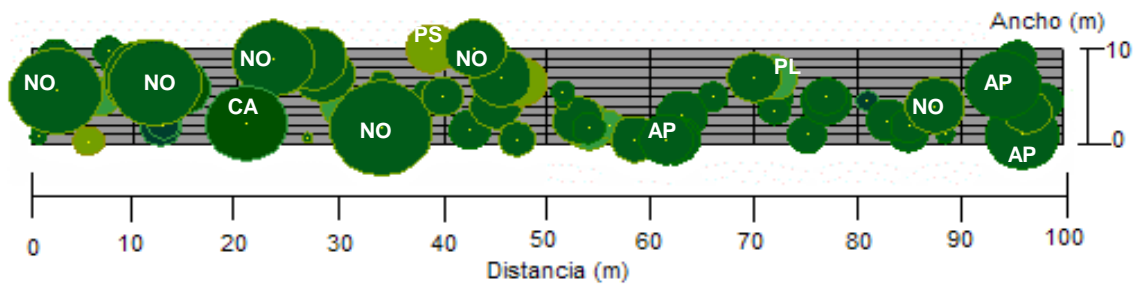 Ancho (m)
PS
NO NO NO NO PL 10
CA NO AP NO AP
NO AP 0
0 10 20 30 40 50 60 70 80 90 100
Distancia (m)